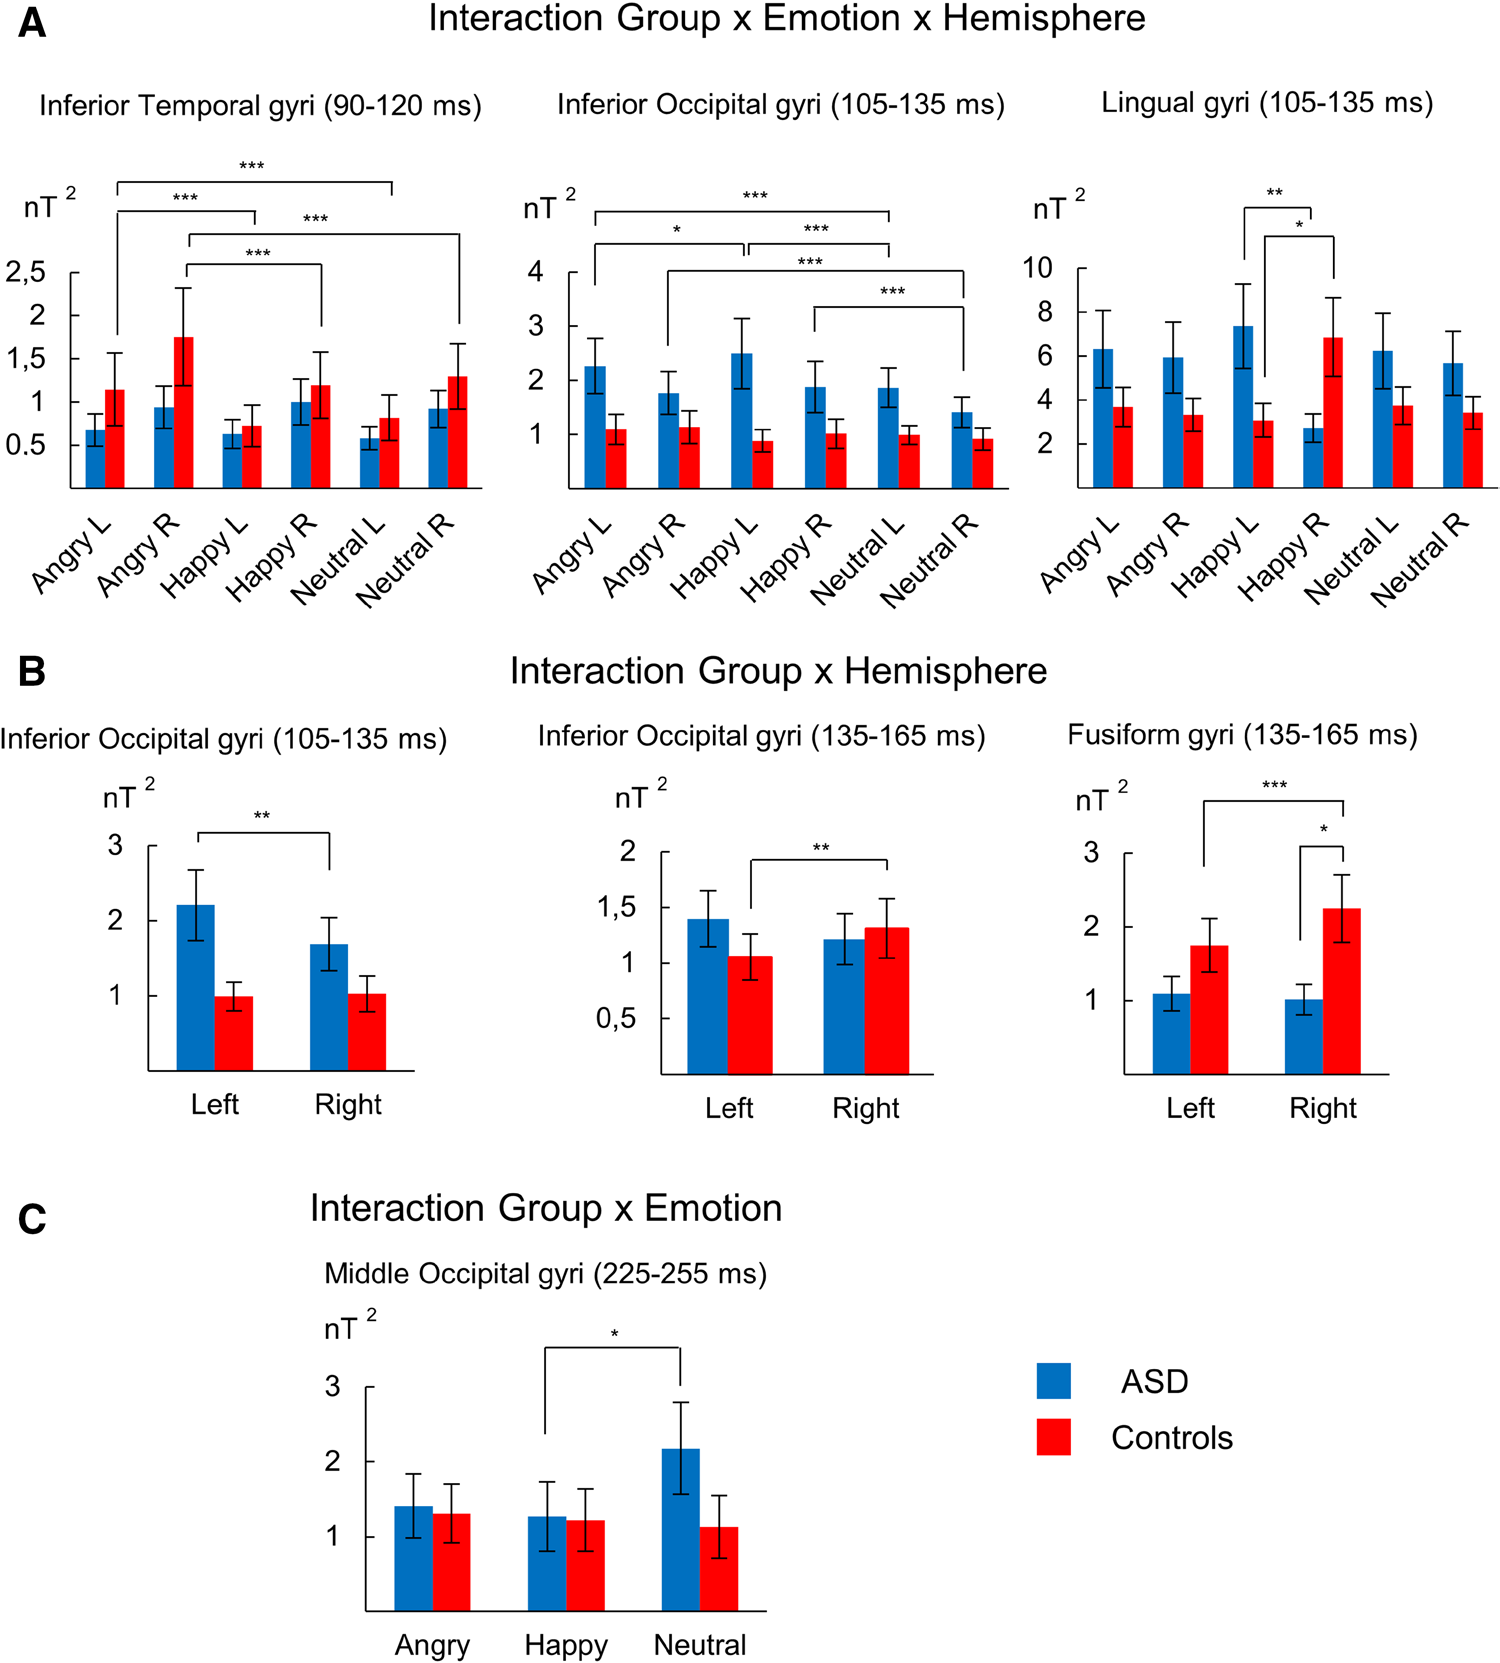 A
Interaction Group x Emotion x Hemisphere
Inferior Temporal gyri (90-120 ms)
nT 2
2,5
2
1,5
1
0.5
***
***
***
***
Angry L
Angry R
Happy L
Happy R
Neutral L
Neutral R
Inferior Occipital gyri (105-135 ms)
nT 2
4
3
2
1
***
*
***
***
***
Angry L
Angry R
Happy L
Happy R
Neutral L
Neutral R
Lingual gyri (105-135 ms)
nT 2
10
8
6
4
2
**
*
Angry L
Angry R
Happy L
Happy R
Neutral L
Neutral R
B
Interaction Group x Hemisphere
Inferior Occipital gyri (105-135 ms)
nT 2
3
2
1
**
Left
Right
Inferior Occipital gyri (135-165 ms)
nT 2
2
1,5
1
0,5
**
Left
Right
Fusiform gyri (135-165 ms)
nT 2
3
2
1
***
*
Left
Right
C
Interaction Group x Emotion
Middle Occipital gyri (225-255 ms)
nT 2
3
2
1
*
Angry
Happy
Neutral
ASD
Controls